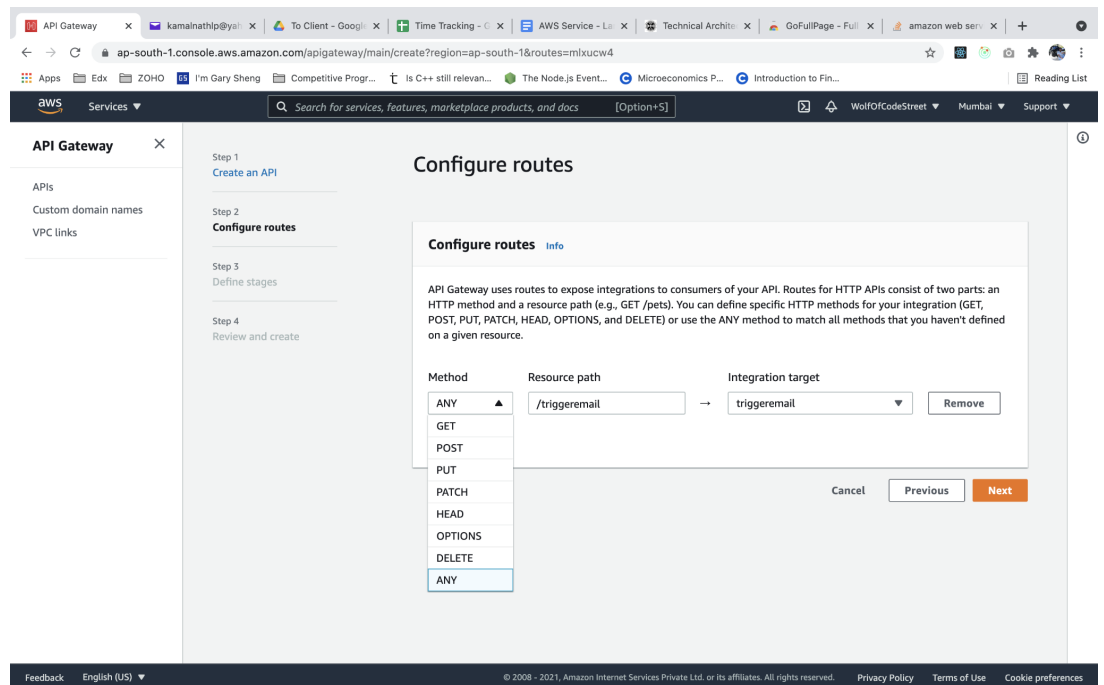 API Gateway
kamalnathlp@yah
To Client - Googl
Time Tracking - G
AWS Service - La
Technical Archite
GoFullPage - Full
amazon web serv
ap-south-1.console.aws.amazon.com/apigateway/main/create?region=ap-south-1&routes=mlxucw4
Apps
Edx
ZOHO
I'm Gary Sheng
Competitive Progr...
Is C++ still relevan...
The Node.js Event...
Microeconomics P...
Introduction to Fin...
Reading List
aws
Services
Search for services, features, marketplace products, and docs
[Option+S]
WolfOfCodeStreet
Mumbai
Support
API Gateway
APIs
Custom domain names
VPC links
Step 1
Create an API
Step 2
Configure routes
Step 3
Define stages
Step 4
Review and create
Configure routes
Configure routes Info
API Gateway uses routes to expose integrations to consumers of your API. Routes for HTTP APIs consist of two parts: an
HTTP method and a resource path (e.g., GET /pets). You can define specific HTTP methods for your integration (GET,
POST, PUT, PATCH, HEAD, OPTIONS, and DELETE) or use the ANY method to match all methods that you haven't defined
on a given resource.
Method
Resource path
Integration target
ANY
/triggeremail
→
triggeremail
Remove
GET
POST
PUT
PATCH
HEAD
OPTIONS
DELETE
ANY
Cancel
Previous
Next
Feedback
English (US)
© 2008 - 2021, Amazon Internet Services Private Ltd. or its affiliates. All rights reserved.
Privacy Policy
Terms of Use
Cookie preferences